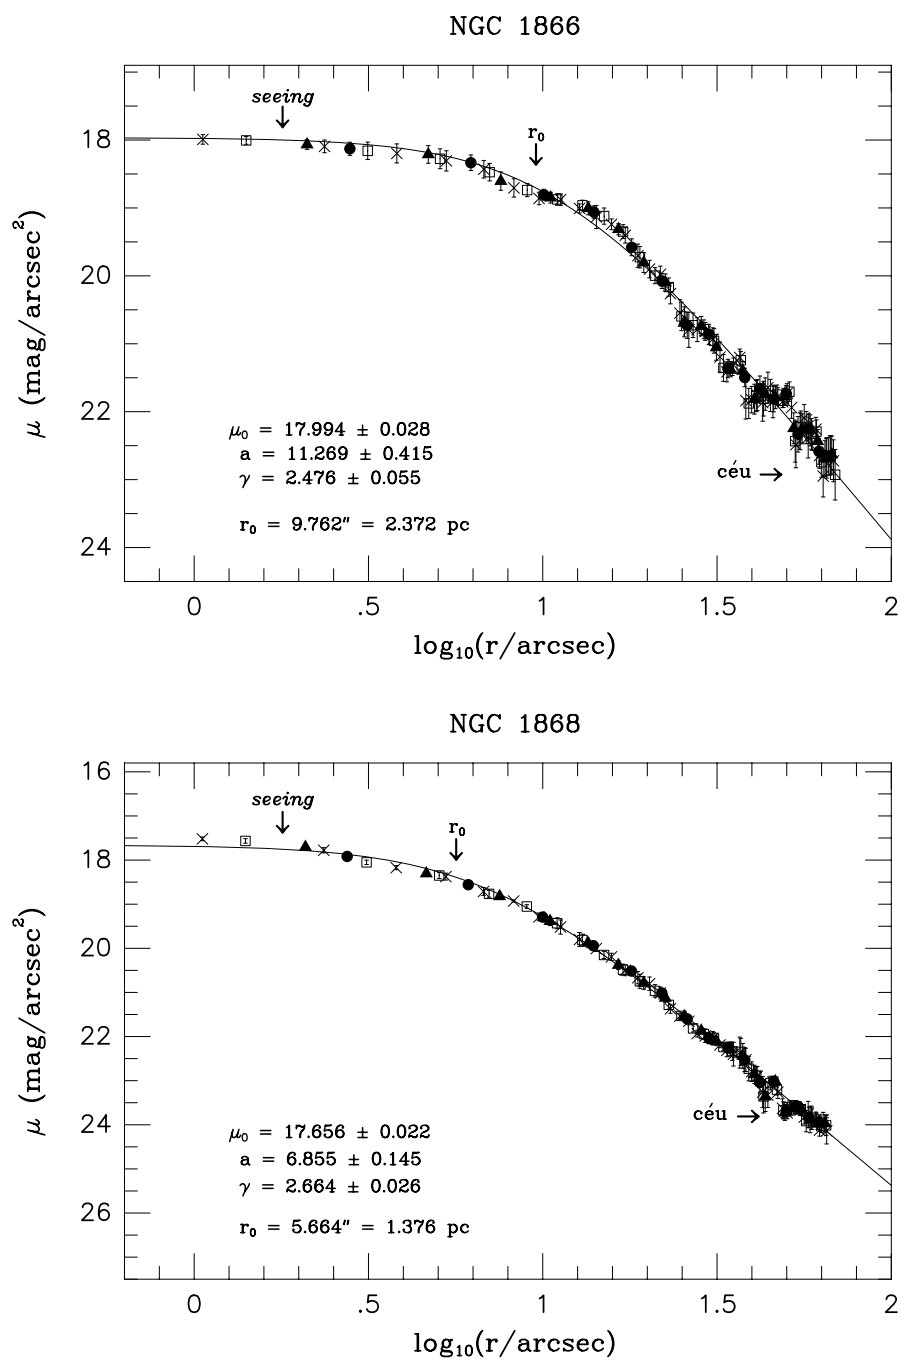 NGC 1866
seeing
r₀
18
20
22
24
μ (mag/arcsec²)
μ₀ = 17.994 ± 0.028
a = 11.269 ± 0.415
γ = 2.476 ± 0.055
r₀ = 9.762″ = 2.372 pc
céu
0 .5 1 1.5 2
log₁₀(r/arcsec)
NGC 1868
seeing
r₀
16
18
20
22
24
26
μ (mag/arcsec²)
μ₀ = 17.656 ± 0.022
a = 6.855 ± 0.145
γ = 2.664 ± 0.026
r₀ = 5.664″ = 1.376 pc
céu
0 .5 1 1.5 2
log₁₀(r/arcsec)